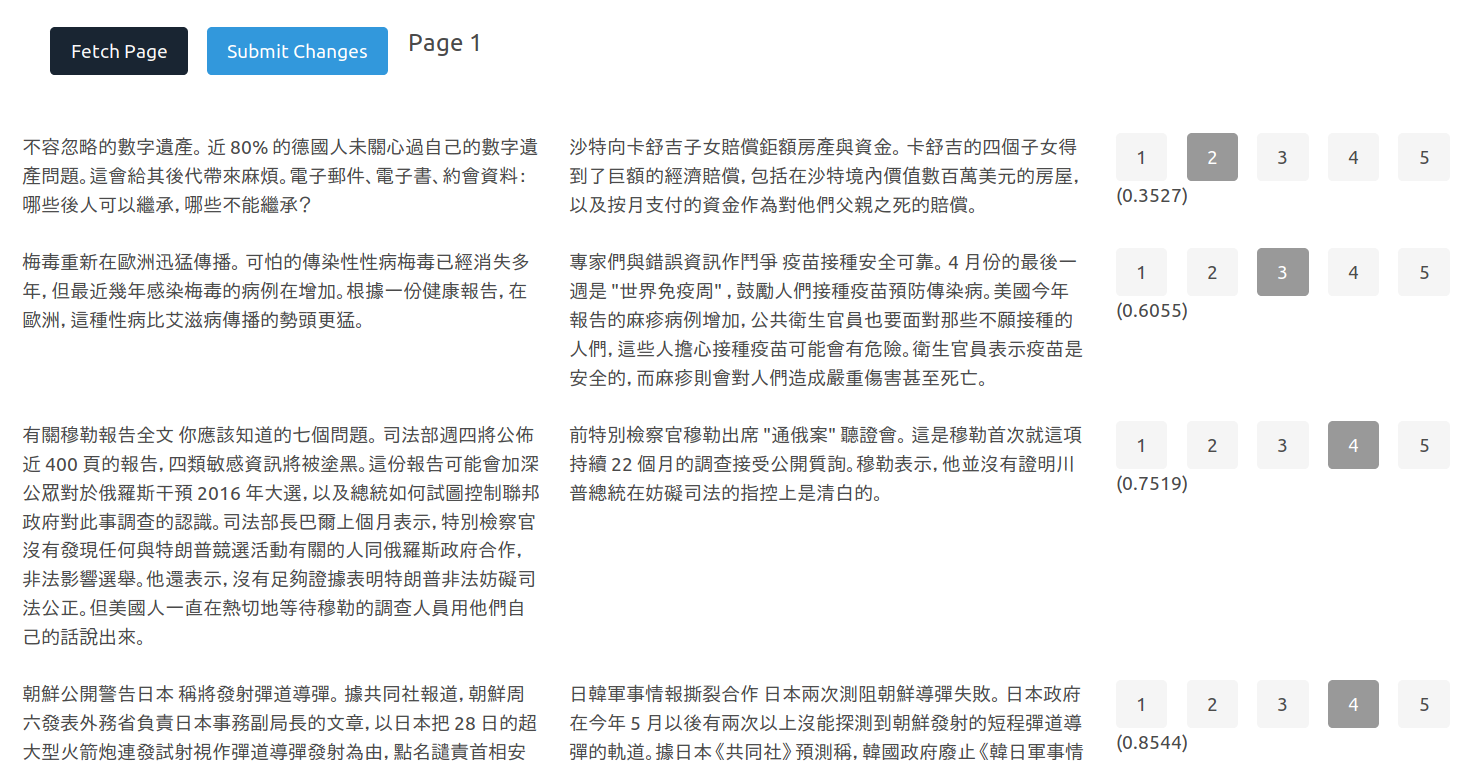 Fetch Page
Submit Changes
Page 1
不容忽略的數字遺產。近 80% 的德國人未關心過自己的數字遺
產問題。這會給其後代帶來麻煩。電子郵件、電子書、約會資料：
哪些後人可以繼承，哪些不能繼承？
沙特向卡舒吉子女賠償鉅額房產與資金。卡舒吉的四個子女得
到了巨額的經濟賠償，包括在沙特境內價值數百萬美元的房屋，
以及按月支付的資金作為對他們父親之死的賠償。
1 2 3 4 5
(0.3527)
梅毒重新在歐洲迅猛傳播。可怕的傳染性性病梅毒已經消失多
年，但最近幾年感染梅毒的病例在增加。根據一份健康報告，在
歐洲，這種性病比艾滋病傳播的勢頭更猛。
專家們與錯誤資訊作鬥爭 疫苗接種安全可靠。4 月份的最後一
週是 "世界免疫周"，鼓勵人們接種疫苗預防傳染病。美國今年
報告的麻疹病例增加，公共衛生官員也要面對那些不願接種的
人們，這些人擔心接種疫苗可能會有危險。衛生官員表示疫苗是
安全的，而麻疹則會對人們造成嚴重傷害甚至死亡。
1 2 3 4 5
(0.6055)
有關穆勒報告全文 你應該知道的七個問題。司法部週四將公佈
近 400 頁的報告，四類敏感資訊將被塗黑。這份報告可能會加深
公眾對於俄羅斯干預 2016 年大選，以及總統如何試圖控制聯邦
政府對此事調查的認識。司法部長巴爾上個月表示，特別檢察官
沒有發現任何與特朗普競選活動有關的人同俄羅斯政府合作，
非法影響選舉。他還表示，沒有足夠證據表明特朗普非法妨礙司
法公正。但美國人一直在熱切地等待穆勒的調查人員用他們自
己的話說出來。
前特別檢察官穆勒出席 "通俄案" 聽證會。這是穆勒首次就這項
持續 22 個月的調查接受公開質詢。穆勒表示，他並沒有證明川
普總統在妨礙司法的指控上是清白的。
1 2 3 4 5
(0.7519)
朝鮮公開警告日本 稱將發射彈道導彈。據共同社報道，朝鮮周
六發表外務省負責日本事務副局長的文章，以日本把 28 日的超
大型火箭炮連發試射視作彈道導彈發射為由，點名譴責首相安
日韓軍事情報撕裂合作 日本兩次測阻朝鮮導彈失敗。日本政府
在今年 5 月以後有兩次以上沒能探測到朝鮮發射的短程彈道導
彈的軌道。據日本《共同社》預測稱，韓國政府廢止《韓日軍事情
1 2 3 4 5
(0.8544)